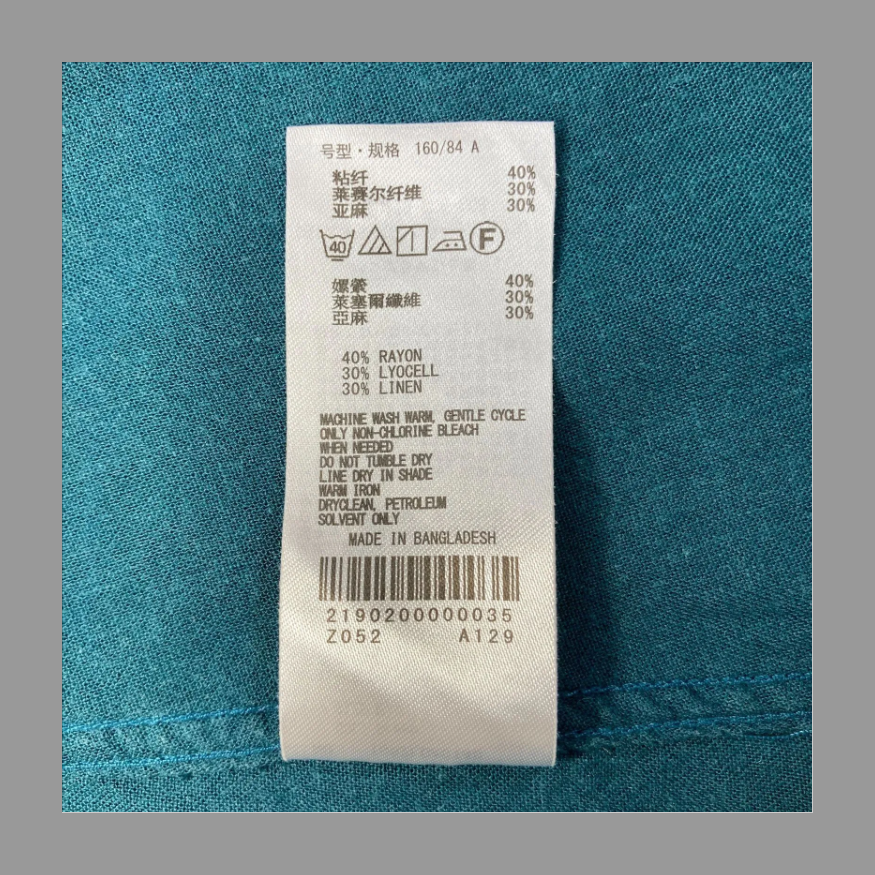 号型·规格 160/84 A
粘纤 40%
莱赛尔纤维 30%
亚麻 30%
40 F
嫘縈 40%
萊塞爾纖維 30%
亞麻 30%
40% RAYON
30% LYOCELL
30% LINEN
MACHINE WASH WARM, GENTLE CYCLE
ONLY NON-CHLORINE BLEACH
WHEN NEEDED
DO NOT TUMBLE DRY
LINE DRY IN SHADE
WARM IRON
DRYCLEAN, PETROLEUM
SOLVENT ONLY
MADE IN BANGLADESH
2190200000035
Z052 A129